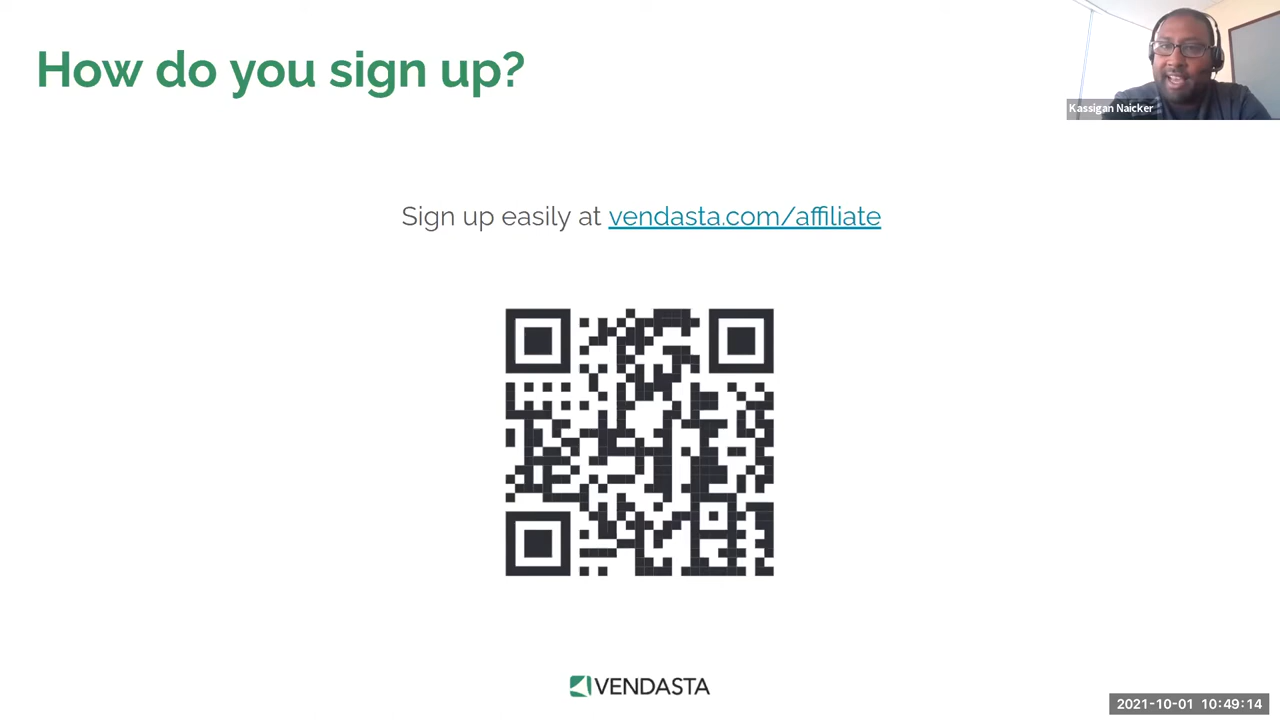 How do you sign up?
Kassigan Naicker
Sign up easily at vendasta.com/affiliate
VENDASTA
2021-10-01 10:49:14